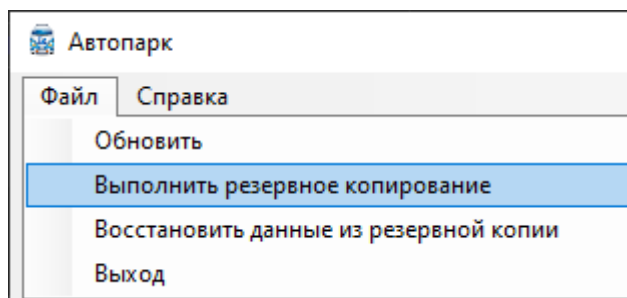 Автопарк
Файл Справка
Обновить
Выполнить резервное копирование
Восстановить данные из резервной копии
Выход